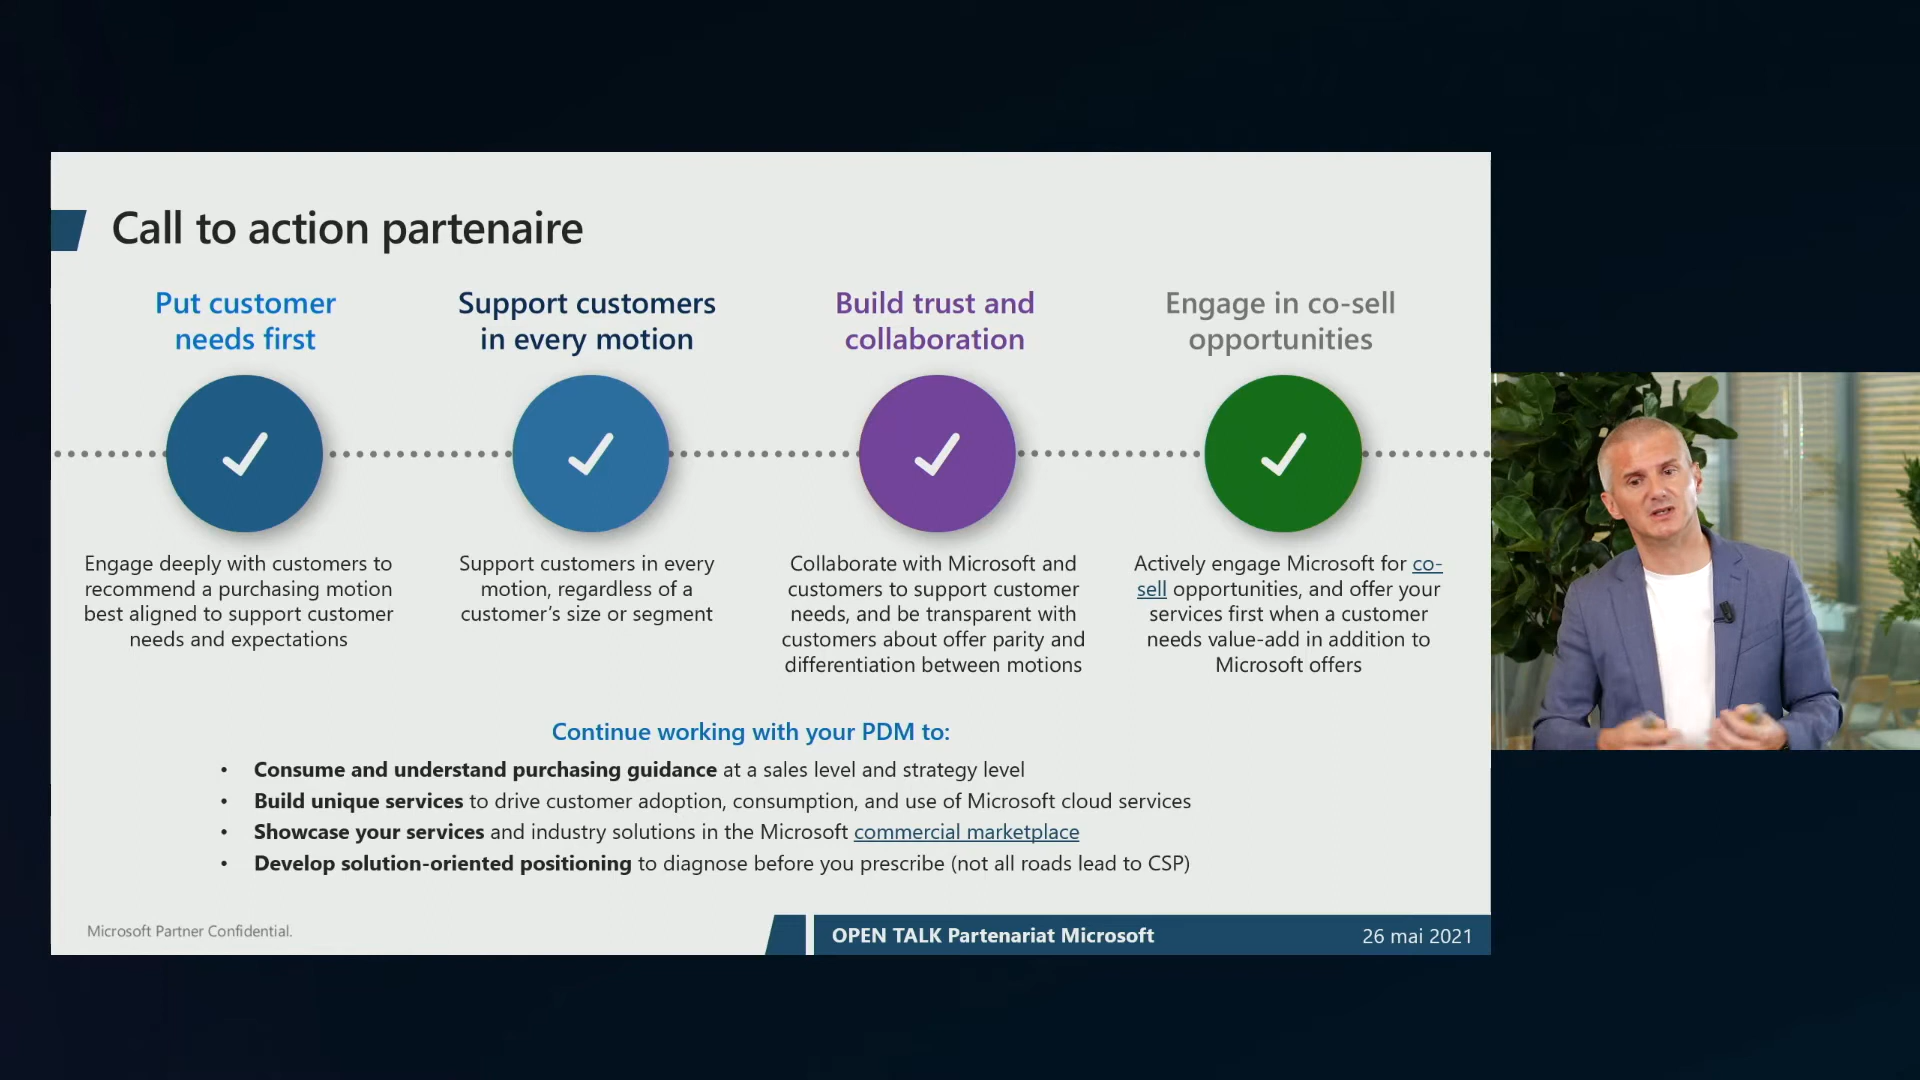 Call to action partenaire
Put customer
needs first
Support customers
in every motion
Build trust and
collaboration
Engage in co-sell
opportunities
Engage deeply with customers to
recommend a purchasing motion
best aligned to support customer
needs and expectations
Support customers in every
motion, regardless of a
customer’s size or segment
Collaborate with Microsoft and
customers to support customer
needs, and be transparent with
customers about offer parity and
differentiation between motions
Actively engage Microsoft for co-
sell opportunities, and offer your
services first when a customer
needs value-add in addition to
Microsoft offers
Continue working with your PDM to:
• Consume and understand purchasing guidance at a sales level and strategy level
• Build unique services to drive customer adoption, consumption, and use of Microsoft cloud services
• Showcase your services and industry solutions in the Microsoft commercial marketplace
• Develop solution-oriented positioning to diagnose before you prescribe (not all roads lead to CSP)
Microsoft Partner Confidential.
OPEN TALK Partenariat Microsoft
26 mai 2021